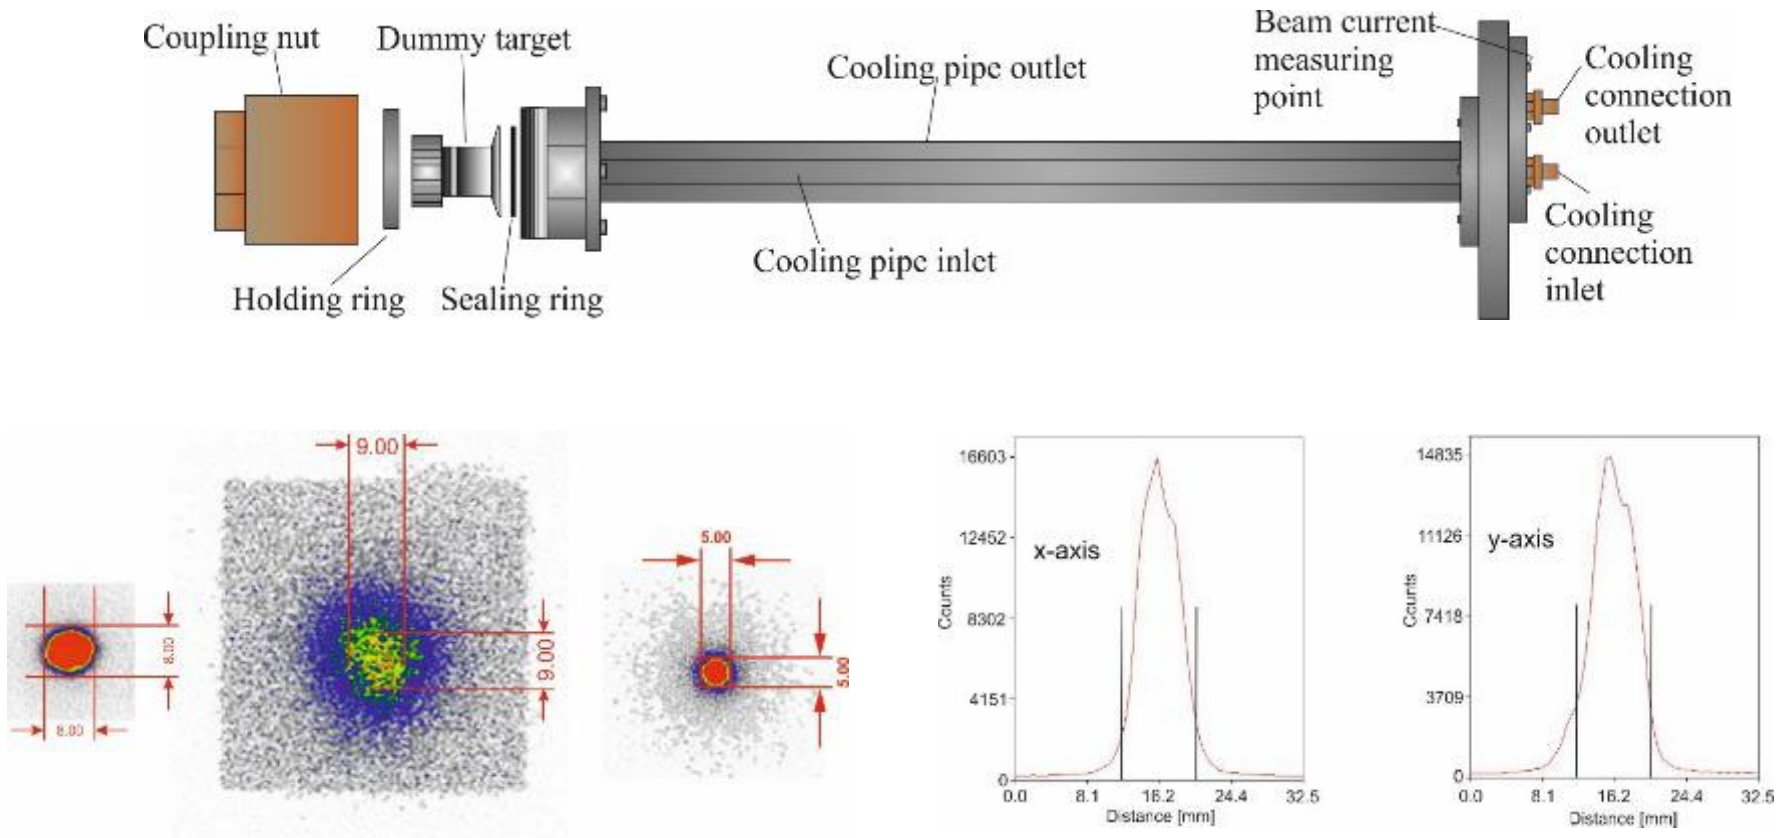 Coupling nut
Dummy target
Cooling pipe outlet
Beam current
measuring
point
Cooling
connection
outlet
Cooling pipe inlet
Holding ring
Sealing ring
Cooling
connection
inlet
9.00
9.00
8.00
8.00
5.00
5.00
16603
12452
8302
4151
0
Counts
x-axis
0.0 8.1 16.2 24.4 32.5
Distance [mm]
14835
11126
7418
3709
0
Counts
y-axis
0.0 8.1 16.2 24.4 32.5
Distance [mm]